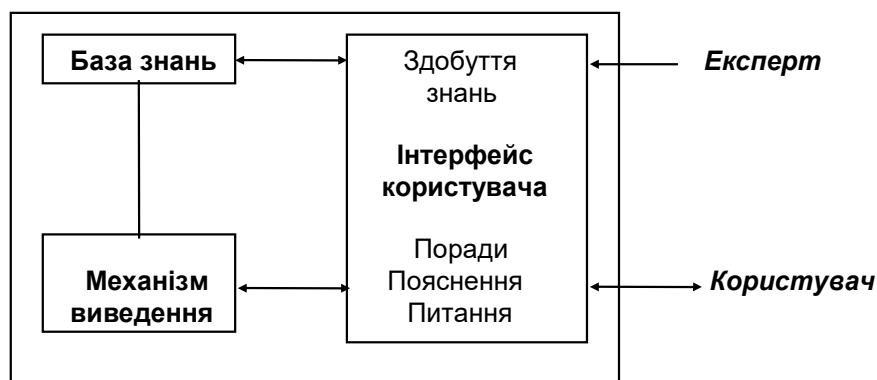 База знань
Здобуття
знань
Експерт
Інтерфейс
користувача
Механізм
виведення
Поради
Пояснення
Питання
Користувач